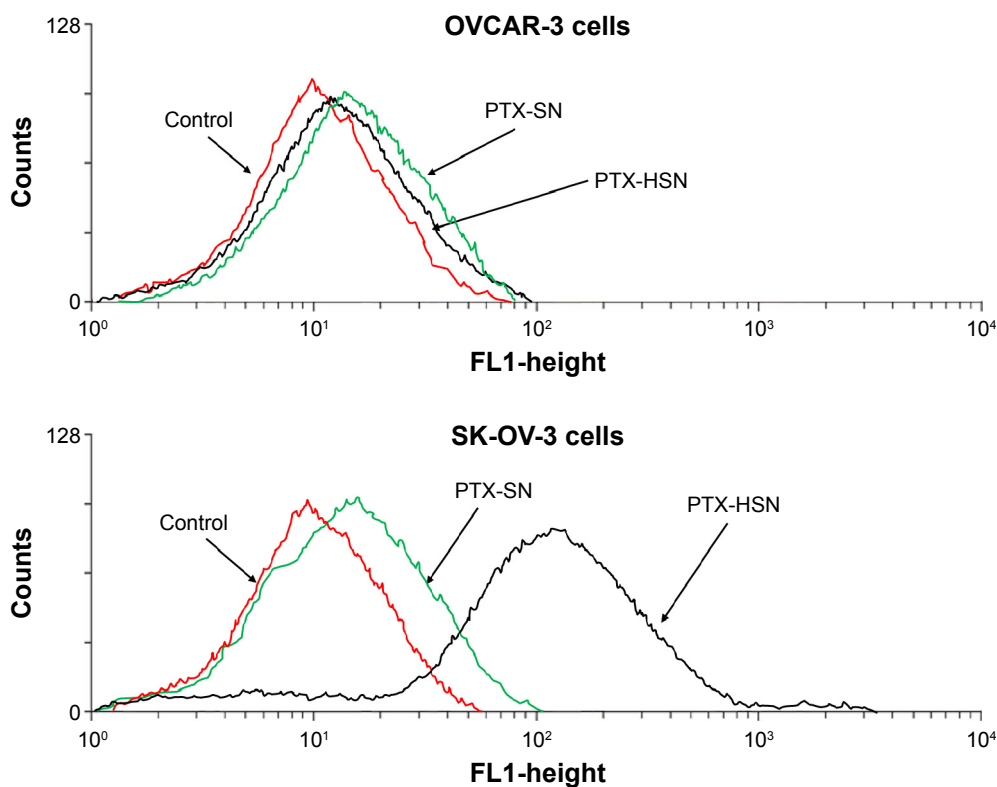 OVCAR-3 cells
128
Control
PTX-SN
PTX-HSN
Counts
0
10⁰ 10¹ 10² 10³ 10⁴
FL1-height
SK-OV-3 cells
128
Control
PTX-SN
PTX-HSN
Counts
0
10⁰ 10¹ 10² 10³ 10⁴
FL1-height